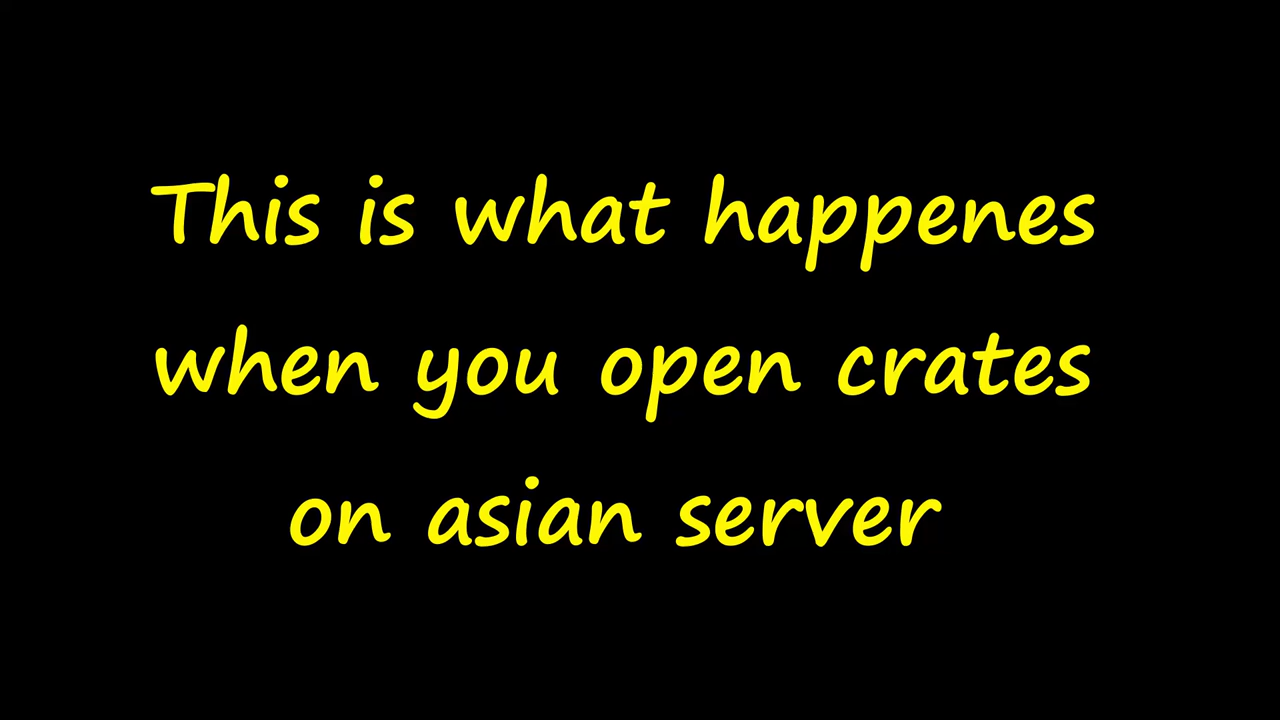 This is what happenes
when you open crates
on asian server